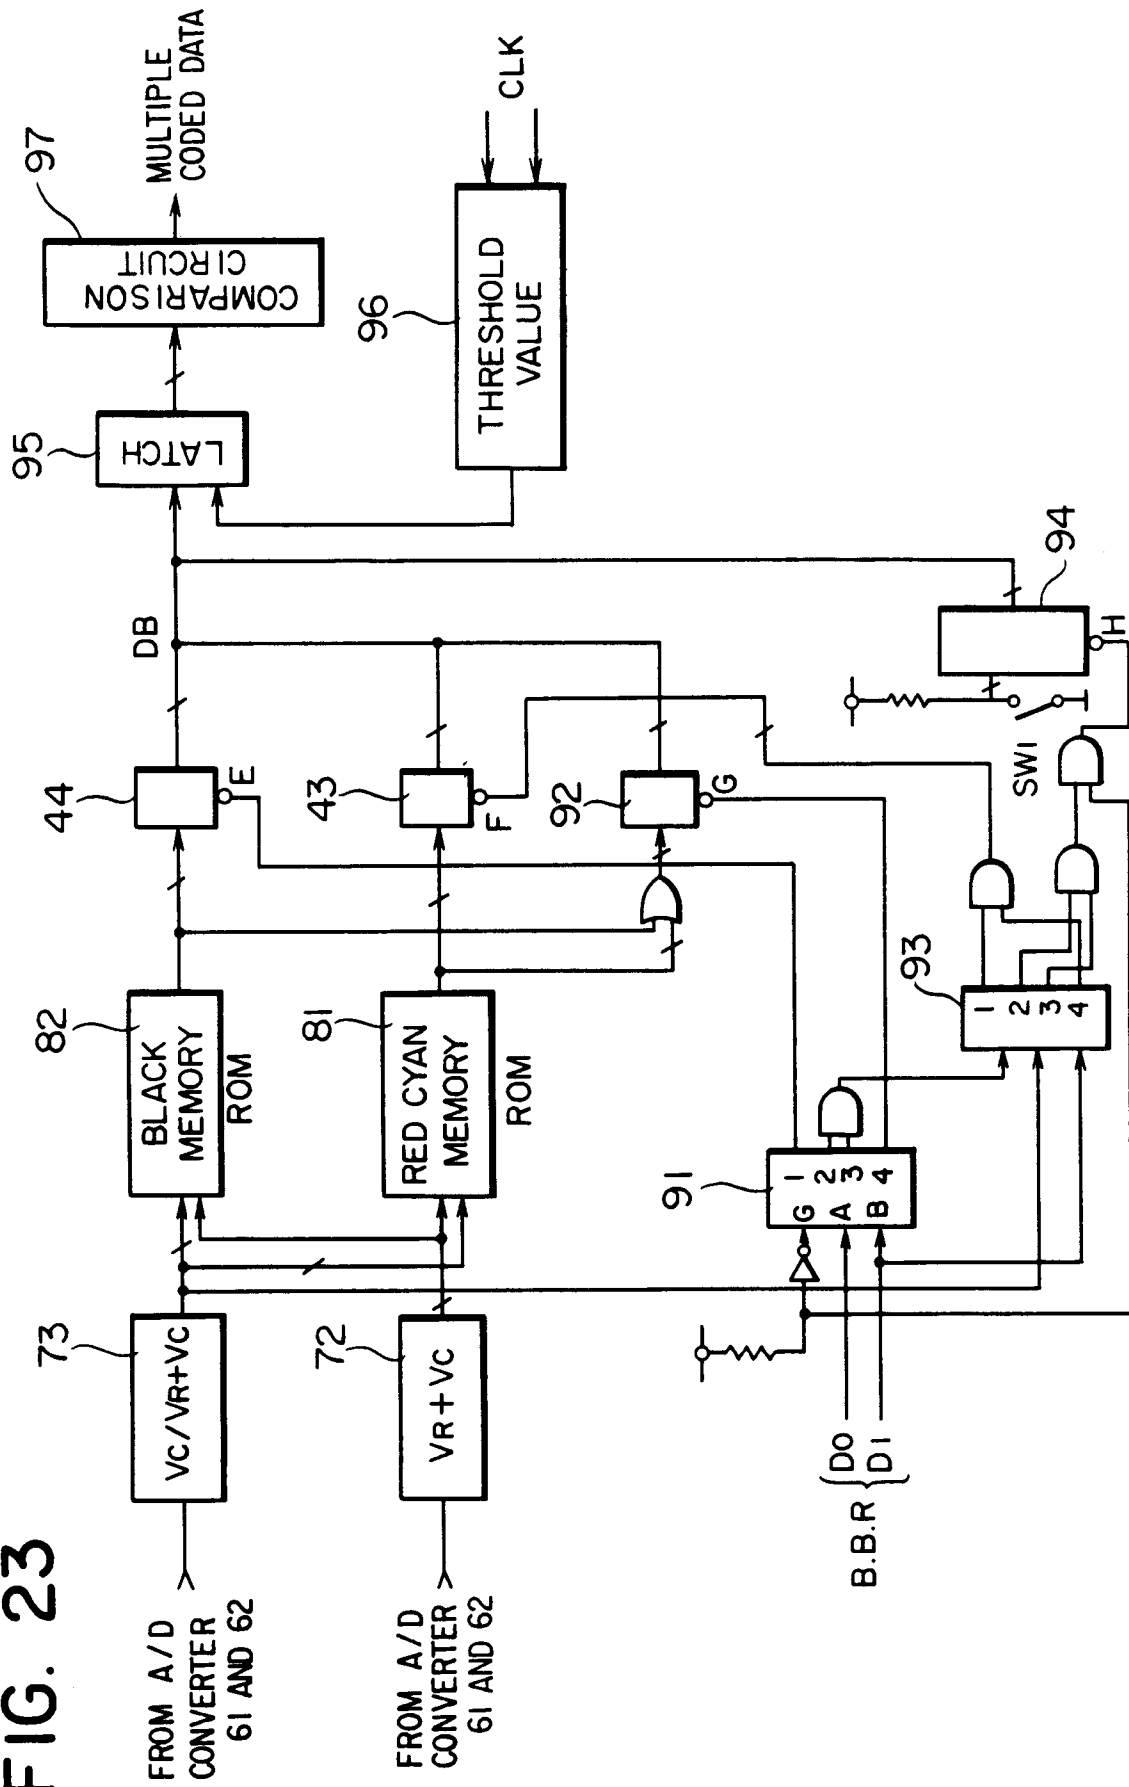 FIG. 23
FROM A/D
CONVERTER
61 AND 62
73
VC/VR+VC
82
BLACK
MEMORY
ROM
44
E
DB
95
LATCH
97
COMPARISON
CIRCUIT
MULTIPLE
CODED DATA
FROM A/D
CONVERTER
61 AND 62
72
VR+VC
81
RED CYAN
MEMORY
ROM
43
F
92
G
96
THRESHOLD
VALUE
CLK
B.B.R
D0
D1
91
G
A
B
1
2
3
4
93
1
2
3
4
SW1
94
H